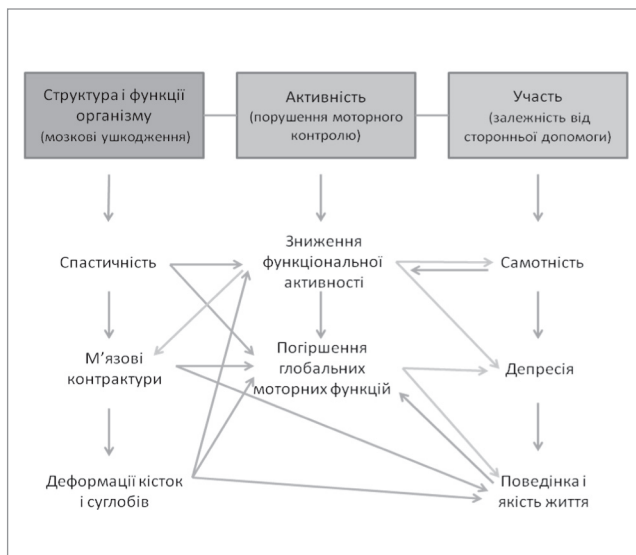 Структура і функції
організму
(мозкові ушкодження)
Активність
(порушення моторного
контролю)
Участь
(залежність від
сторонньої допомоги)
Спастичність
Зниження
функціональної
активності
Самотність
М’язові
контрактури
Погіршення
глобальних
моторних функцій
Депресія
Деформації кісток
і суглобів
Поведінка і
якість життя